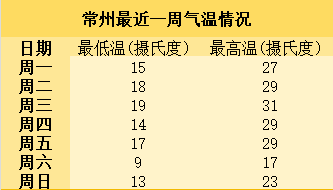 常州最近一周气温情况
日期 最低温(摄氏度) 最高温(摄氏度)
周一 15 27
周二 18 29
周三 19 31
周四 14 29
周五 17 29
周六 9 17
周日 13 23